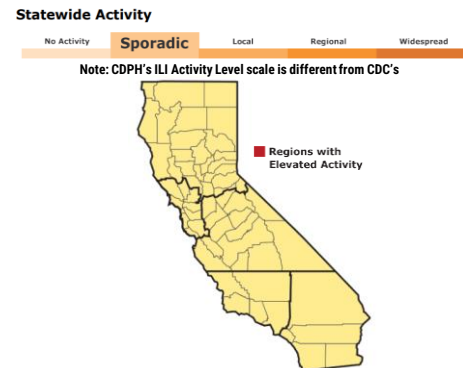 Statewide Activity
No Activity Sporadic Local Regional Widespread
Note: CDPH's ILI Activity Level scale is different from CDC's
Regions with
Elevated Activity